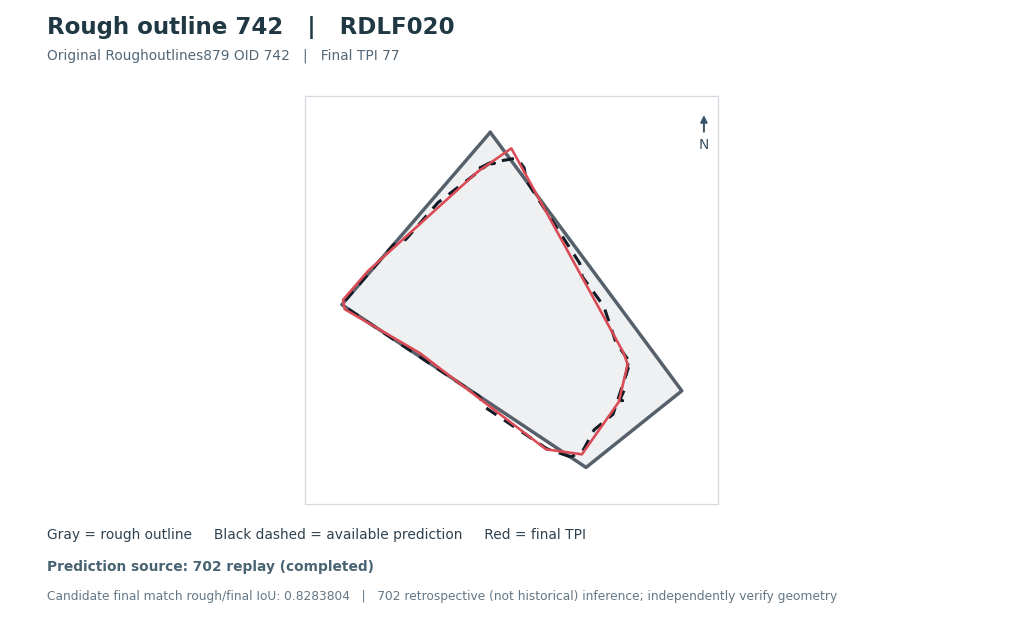 Rough outline 742   |   RDLF020
Original Roughoutlines879 OID 742   |   Final TPI 77
N
Gray = rough outline     Black dashed = available prediction     Red = final TPI
Prediction source: 702 replay (completed)
Candidate final match rough/final IoU: 0.8283804   |   702 retrospective (not historical) inference; independently verify geometry